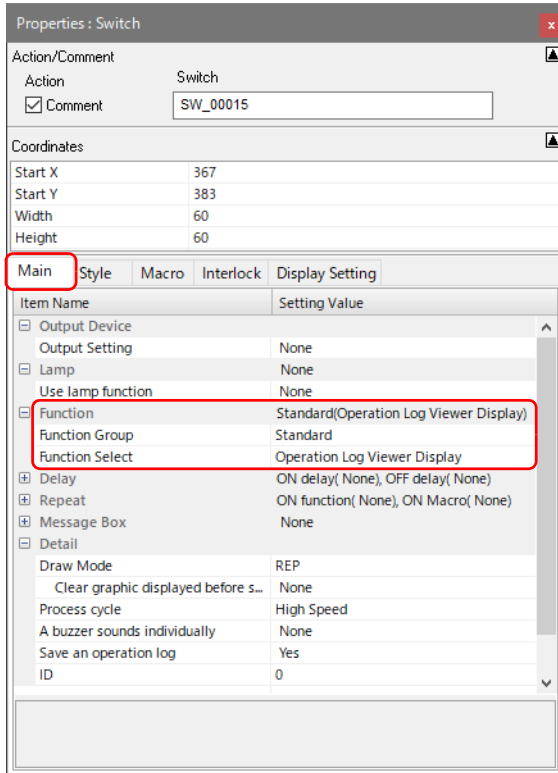 Properties : Switch
x
Action/Comment
Action Switch
Comment SW_00015
Coordinates
Start X 367
Start Y 383
Width 60
Height 60
Main Style Macro Interlock Display Setting
Item Name Setting Value
Output Device
Output Setting None
Lamp None
Use lamp function None
Function Standard(Operation Log Viewer Display)
Function Group Standard
Function Select Operation Log Viewer Display
Delay ON delay( None), OFF delay( None)
Repeat ON function( None), ON Macro( None)
Message Box None
Detail
Draw Mode REP
Clear graphic displayed before s... None
Process cycle High Speed
A buzzer sounds individually None
Save an operation log Yes
ID 0